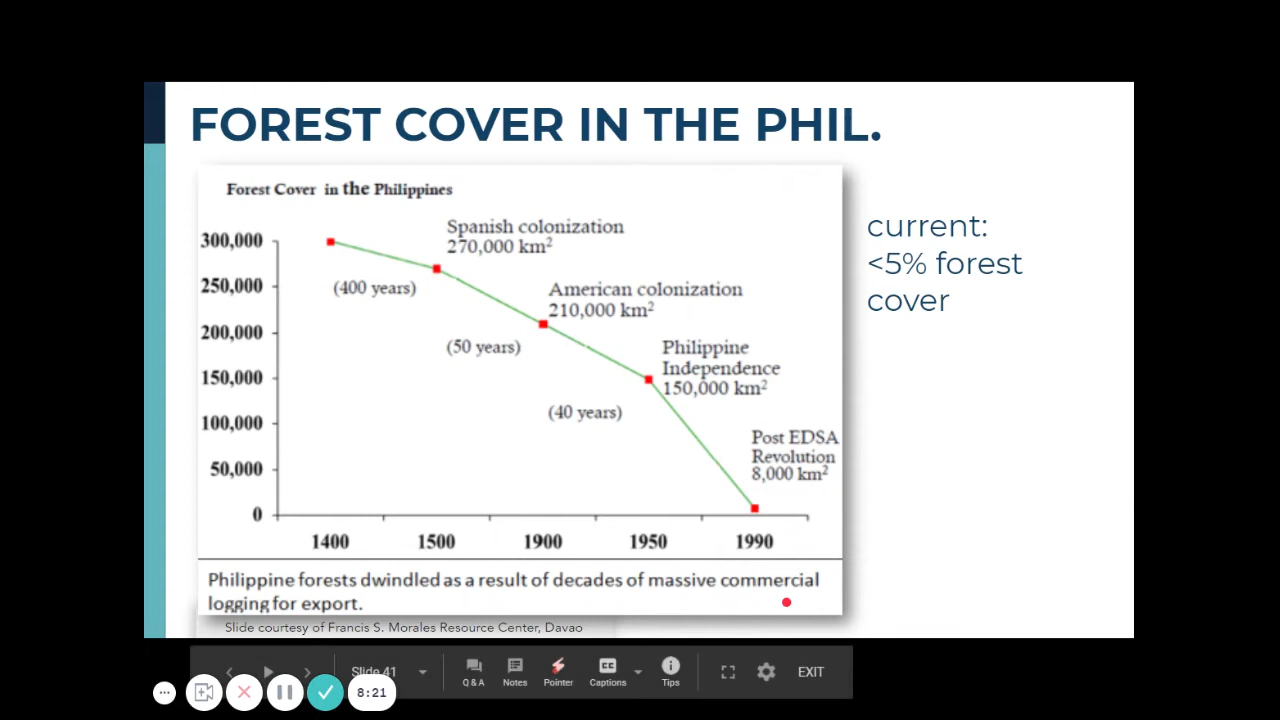 FOREST COVER IN THE PHIL.
Forest Cover in the Philippines
300,000
250,000
200,000
150,000
100,000
50,000
0
Spanish colonization
270,000 km²
(400 years)
American colonization
210,000 km²
(50 years)
Philippine
Independence
150,000 km²
(40 years)
Post EDSA
Revolution
8,000 km²
1400 1500 1900 1950 1990
Philippine forests dwindled as a result of decades of massive commercial
logging for export.
Slide courtesy of Francis S. Morales Resource Center, Davao
current:
<5% forest
cover
Slide 41
Q & A Notes Pointer Captions Tips
CC
EXIT
8:21